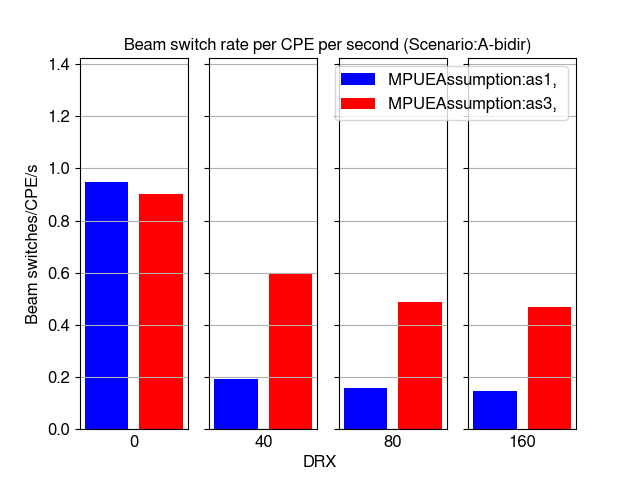 Beam switch rate per CPE per second (Scenario:A-bidir)
MPUEAssumption:as1,
MPUEAssumption:as3,
Beam switches/CPE/s
1.4
1.2
1.0
0.8
0.6
0.4
0.2
0.0
0 40 80 160
DRX